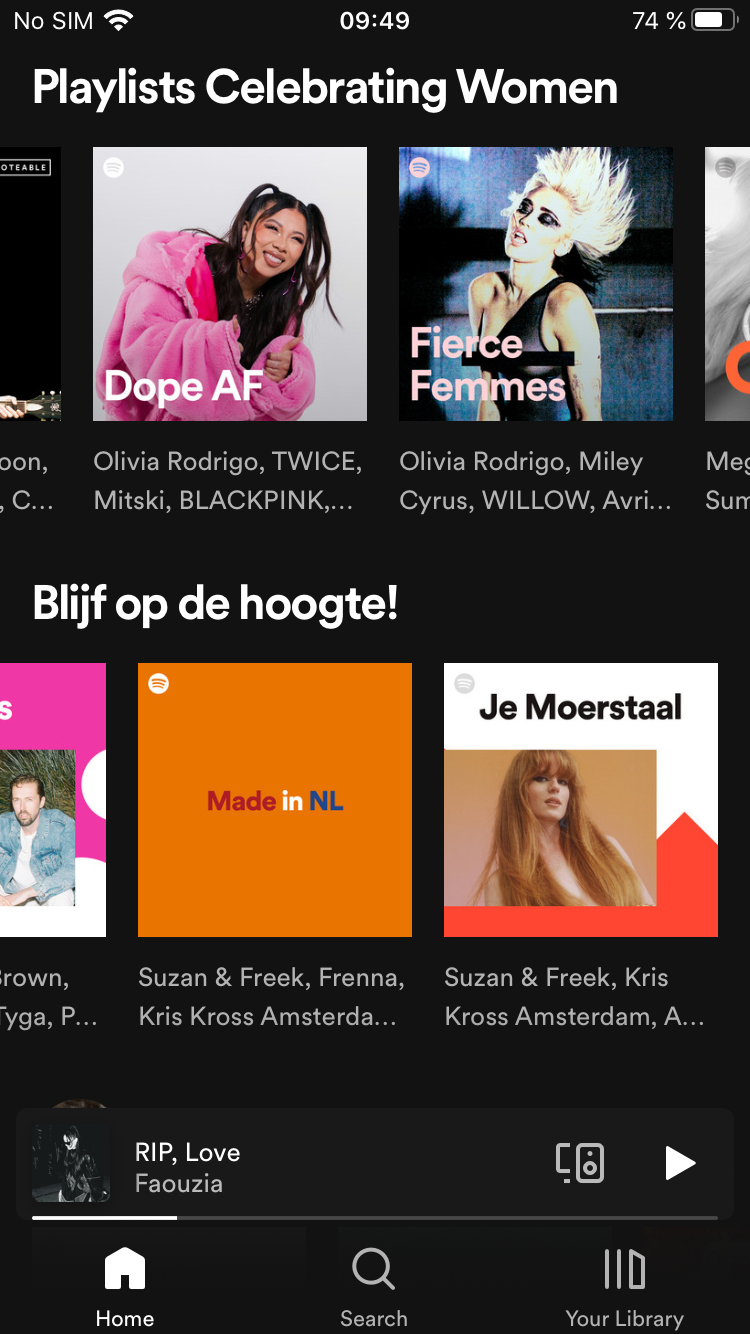 No SIM 09:49 74 %
Playlists Celebrating Women
OTEABLE
Dope AF
Fierce
Femmes
oon,
, C...
Olivia Rodrigo, TWICE,
Mitski, BLACKPINK,...
Olivia Rodrigo, Miley
Cyrus, WILLOW, Avri...
Meg
Sum
Blijf op de hoogte!
s
Made in NL
Je Moerstaal
Brown,
Tyga, P...
Suzan & Freek, Frenna,
Kris Kross Amsterda...
Suzan & Freek, Kris
Kross Amsterdam, A...
RIP, Love
Faouzia
Home
Search
Your Library